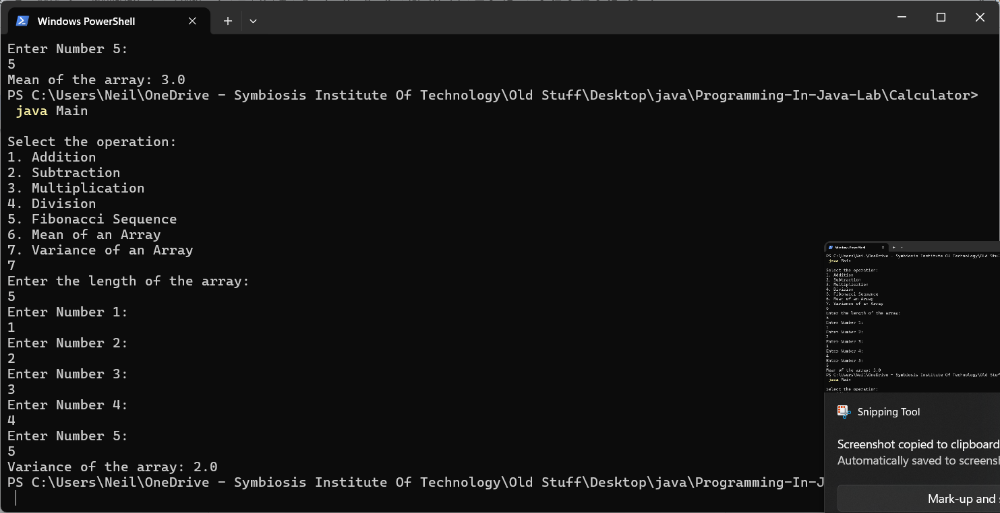 Windows PowerShell
Enter Number 5:
5
Mean of the array: 3.0
PS C:\Users\Neil\OneDrive - Symbiosis Institute Of Technology\Old Stuff\Desktop\java\Programming-In-Java-Lab\Calculator>
java Main
Select the operation:
1. Addition
2. Subtraction
3. Multiplication
4. Division
5. Fibonacci Sequence
6. Mean of an Array
7. Variance of an Array
7
Enter the length of the array:
5
Enter Number 1:
1
Enter Number 2:
2
Enter Number 3:
3
Enter Number 4:
4
Enter Number 5:
5
Variance of the array: 2.0
PS C:\Users\Neil\OneDrive - Symbiosis Institute Of Technology\Old Stuff\Desktop\java\Programming-In-J
Windows PowerShell
PS C:\Users\Neil\OneDrive - Symbiosis Institute Of Technology\Old Stuf
java Main
Select the operation:
1. Addition
2. Subtraction
3. Multiplication
4. Division
5. Fibonacci Sequence
6. Mean of an Array
7. Variance of an Array
6
Enter the length of the array:
5
Enter Number 1:
1
Enter Number 2:
2
Enter Number 3:
3
Enter Number 4:
4
Enter Number 5:
5
Mean of the array: 3.0
PS C:\Users\Neil\OneDrive - Symbiosis Institute Of Technology\Old Stuf
java Main
Select the operation:
Snipping Tool
Screenshot copied to clipboard
Automatically saved to screensh
Mark-up and